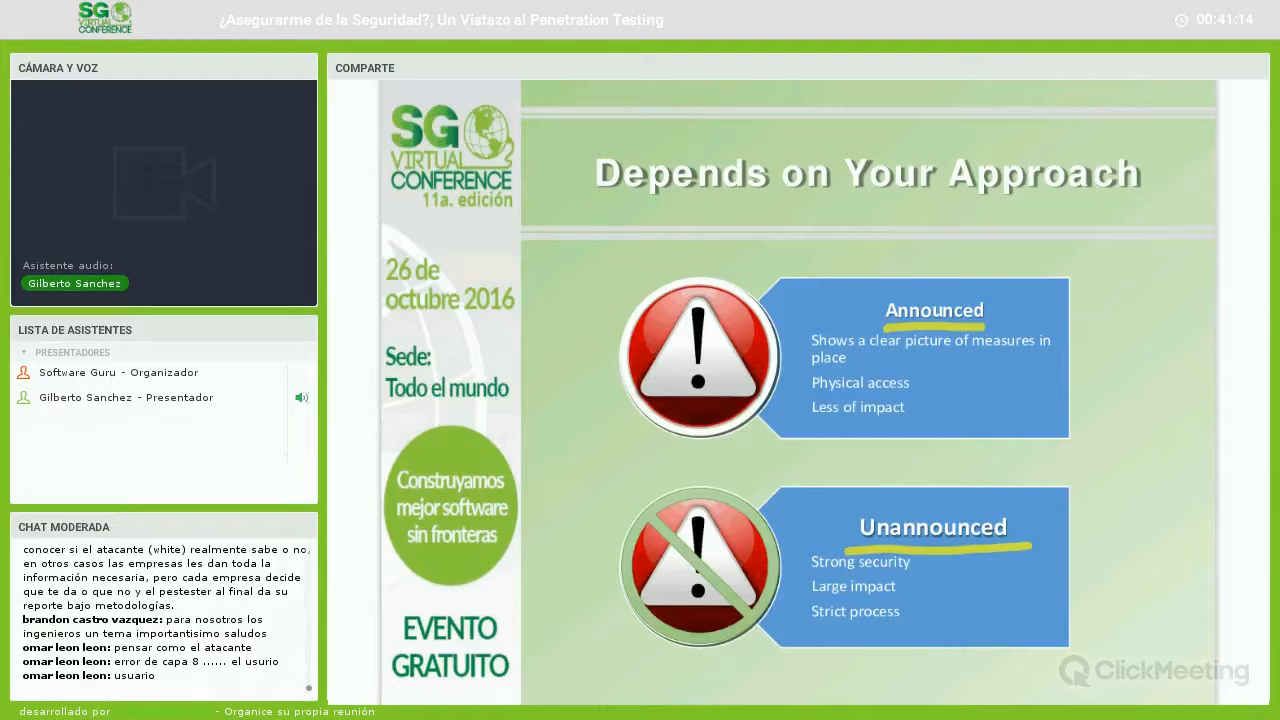 SG
VIRTUAL
CONFERENCE
¿Asegurarme de la Seguridad?, Un Vistazo al Penetration Testing
00:41:14
CÁMARA Y VOZ
Asistente audio:
Gilberto Sanchez
LISTA DE ASISTENTES
PRESENTADORES
Software Guru - Organizador
Gilberto Sanchez - Presentador
CHAT MODERADA
conocer si el atacante (white) realmente sabe o no,
en otros casos las empresas les dan toda la
información necesaria, pero cada empresa decide
que te da o que no y el pestcter al final da su
reporte bajo metodologías.
brandon castro vazquez: para nosotros los
ingenieros un tema importantisimo saludos
omar leon leon: pensar como el atacante
omar leon leon: error de capa 8 ...... el usurio
omar leon leon: usuario
desarrollado por
- Organice su propia reunión
COMPARTE
SG
VIRTUAL
CONFERENCE
11a. edición
26 de
octubre 2016
Sede:
Todo el mundo
Construyamos
mejor software
sin fronteras
EVENTO
GRATUITO
Depends on Your Approach
Announced
Shows a clear picture of measures in
place
Physical access
Less of impact
Unannounced
Strong security
Large impact
Strict process
ClickMeeting